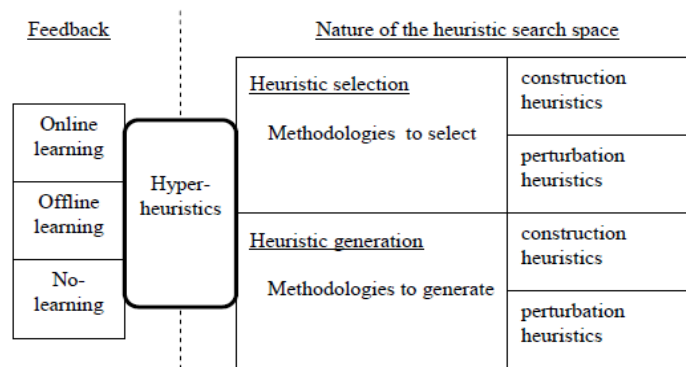 Feedback
Nature of the heuristic search space
Online
learning
Offline
learning
No-
learning
Hyper-
heuristics
Heuristic selection
Methodologies to select
construction
heuristics
perturbation
heuristics
Heuristic generation
Methodologies to generate
construction
heuristics
perturbation
heuristics